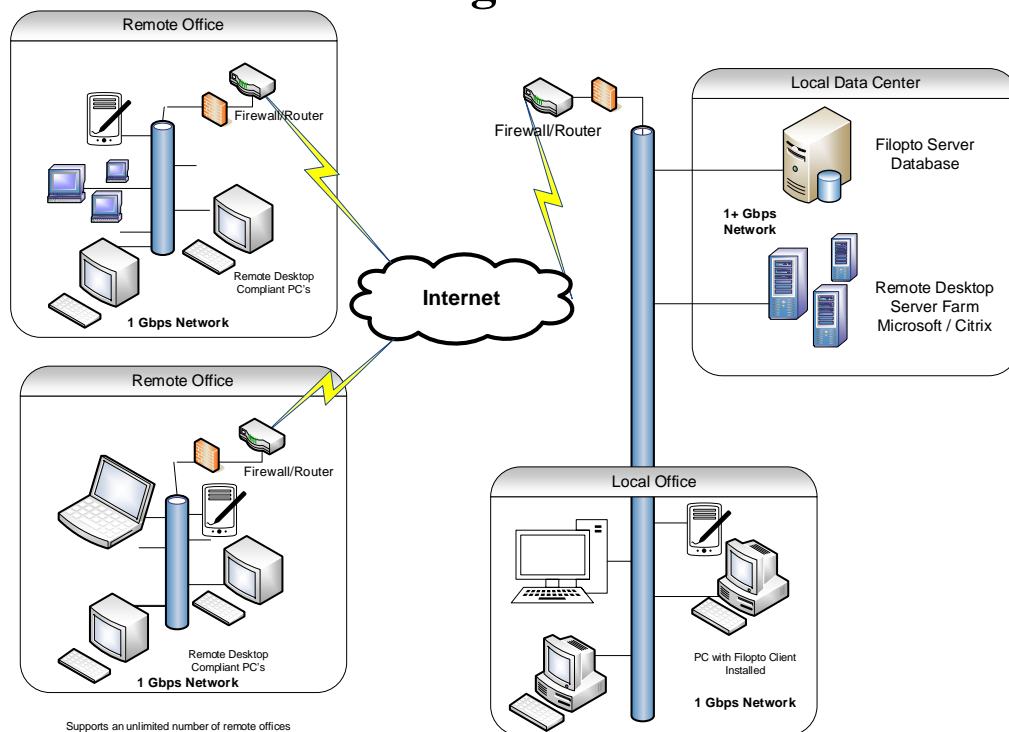 Remote Office
Firewall/Router
Remote Desktop
Compliant PC's
1 Gbps Network
Remote Office
Firewall/Router
Remote Desktop
Compliant PC's
1 Gbps Network
Supports an unlimited number of remote offices
Internet
Firewall/Router
Local Data Center
Filopto Server
Database
1+ Gbps
Network
Remote Desktop
Server Farm
Microsoft / Citrix
Local Office
PC with Filopto Client
Installed
1 Gbps Network